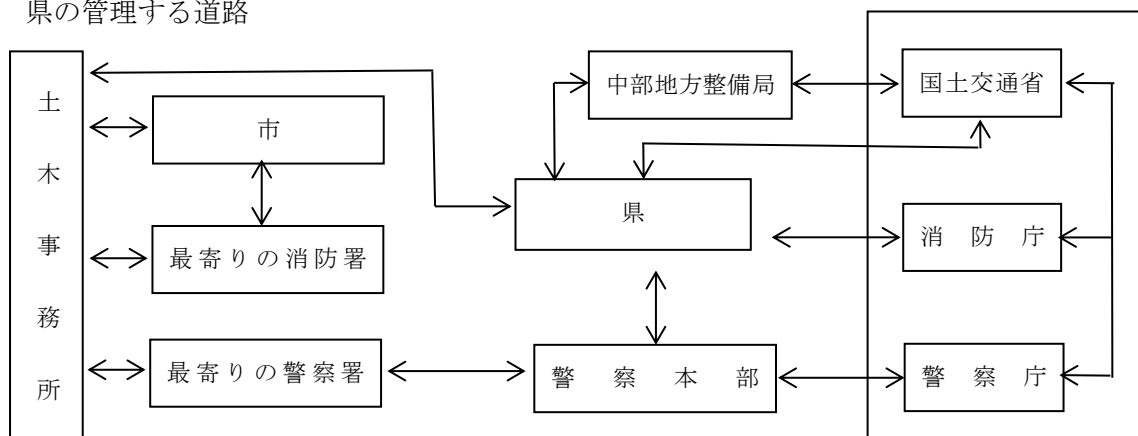 県の管理する道路
土木事務所
市
最寄りの消防署
最寄りの警察署
中部地方整備局
県
警察本部
国土交通省
消防庁
警察庁